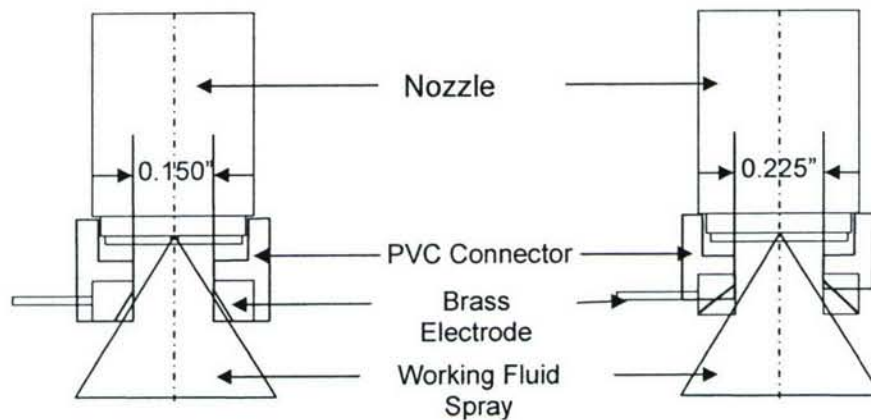 Nozzle
0.150"
0.225"
PVC Connector
Brass
Electrode
Working Fluid
Spray